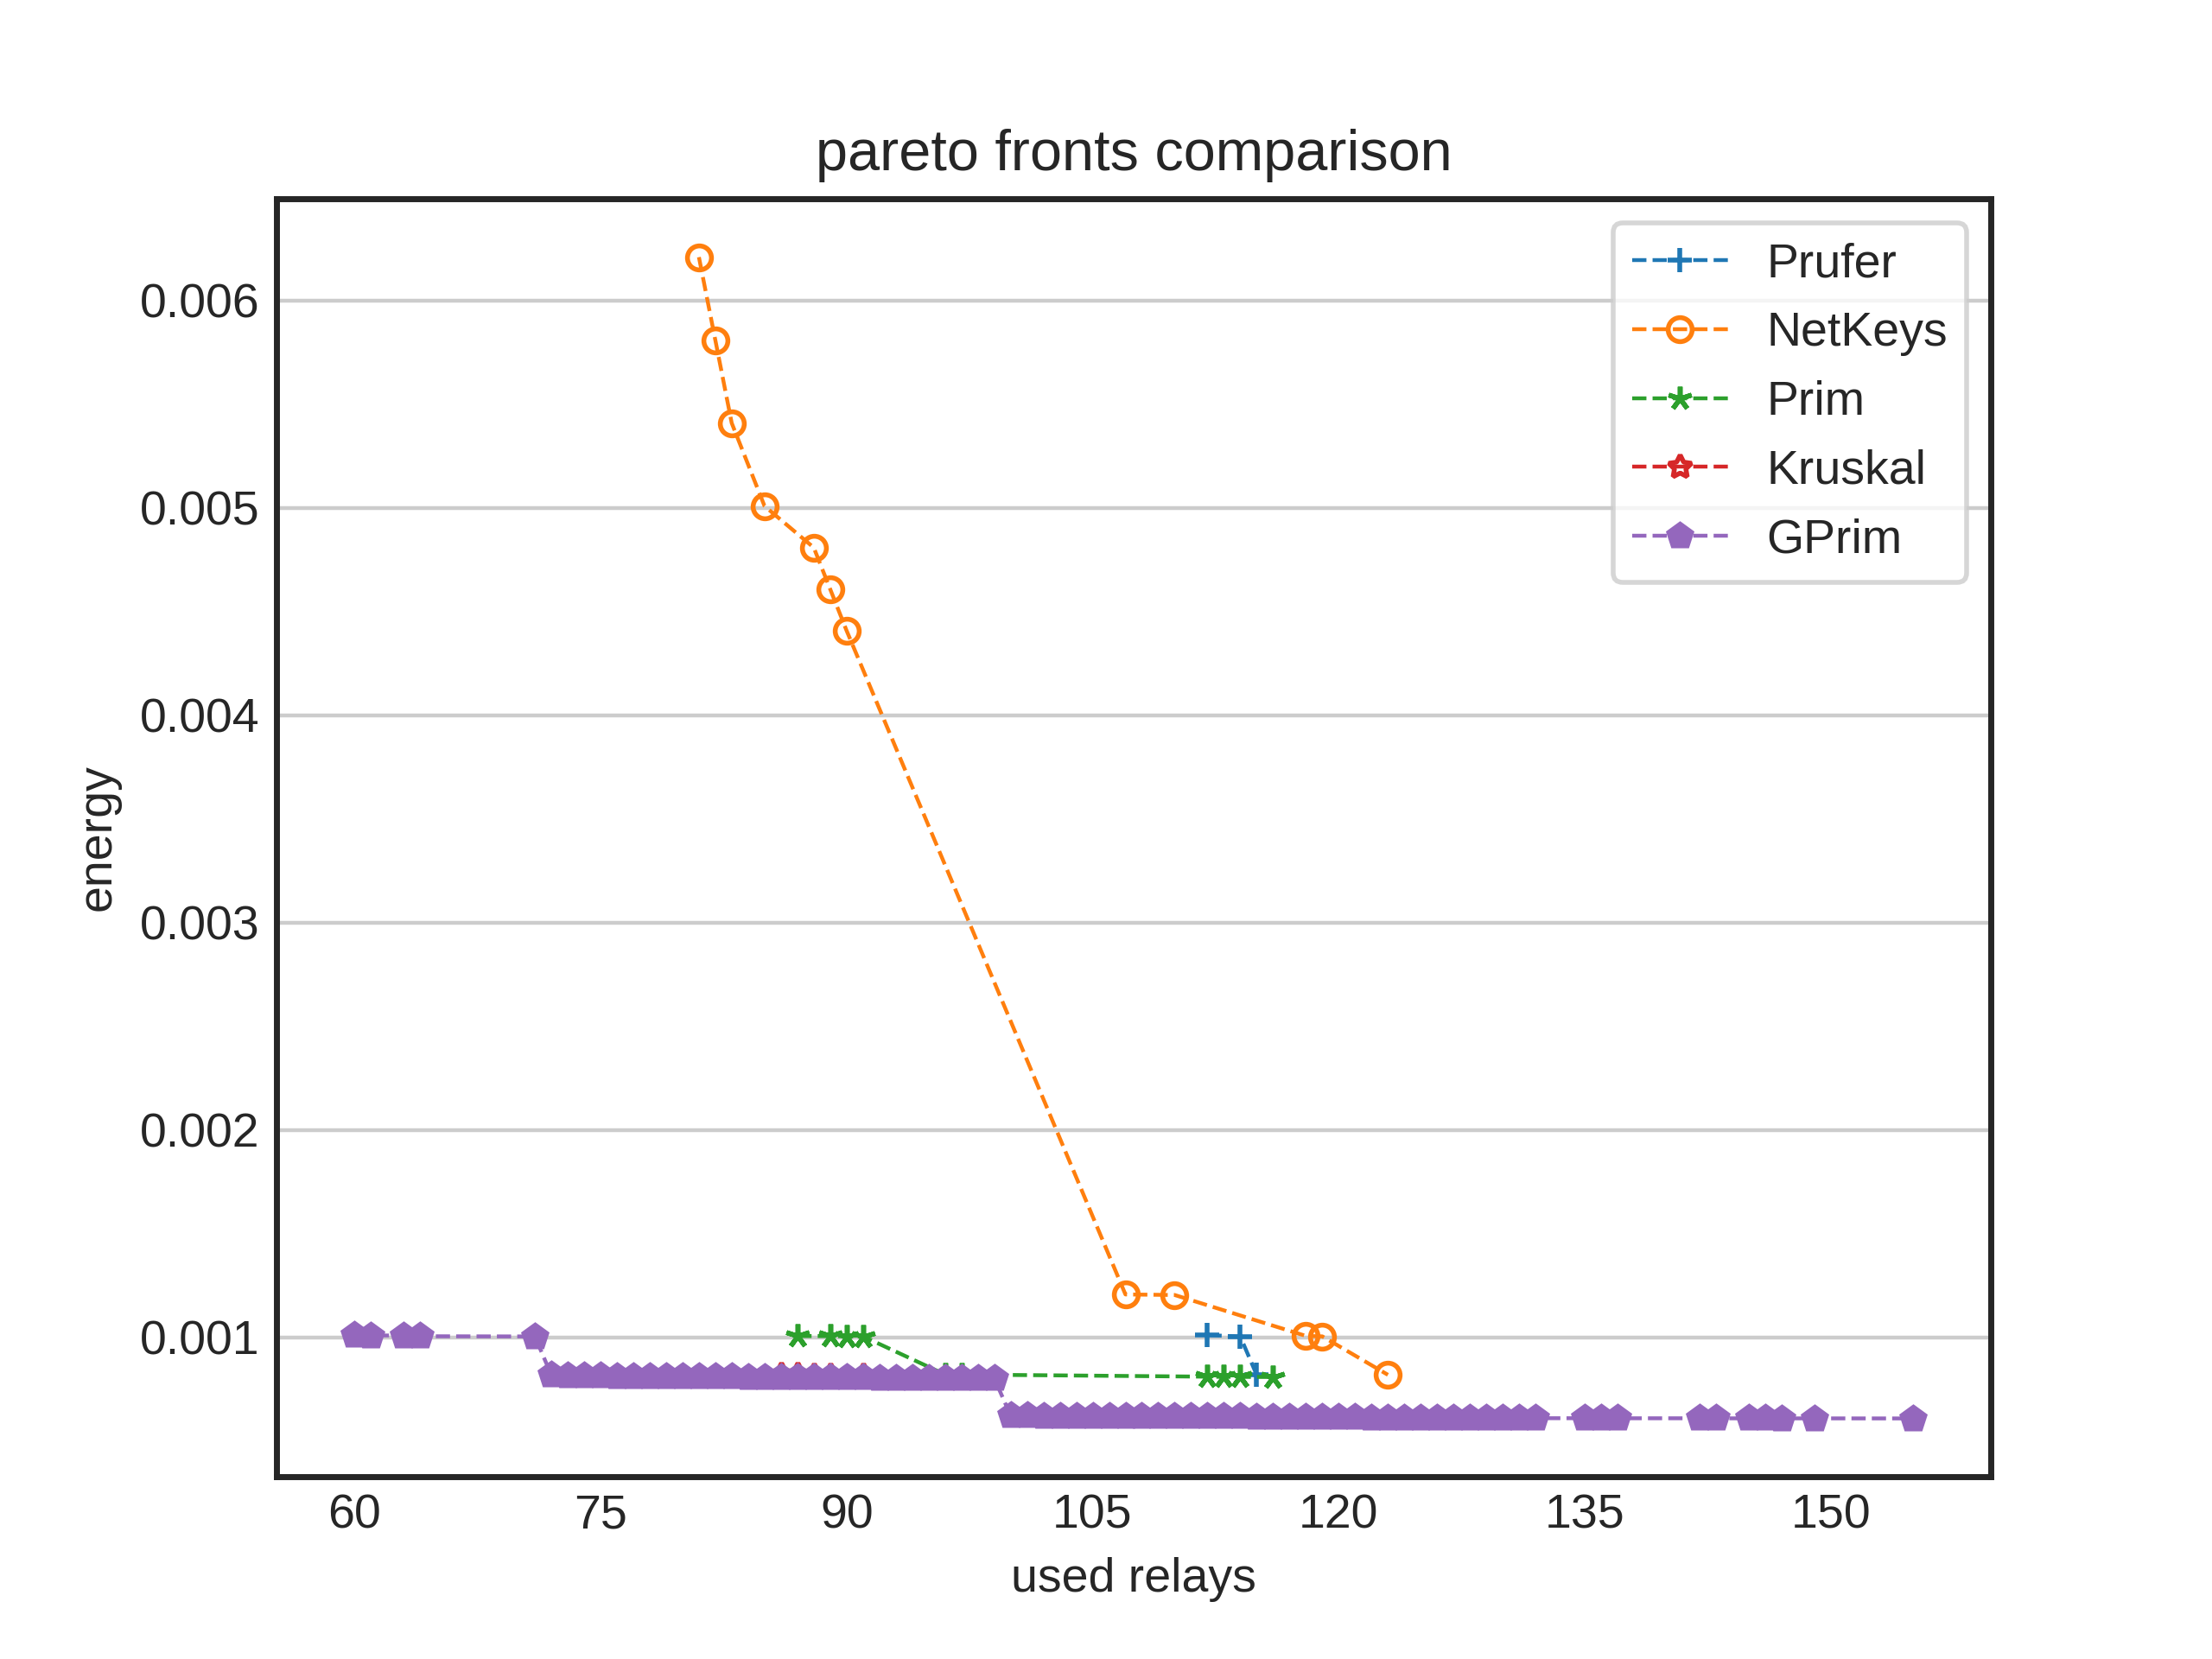 pareto fronts comparison
Prufer
NetKeys
Prim
Kruskal
GPrim
0.006
0.005
0.004
0.003
0.002
0.001
energy
60 75 90 105 120 135 150
used relays